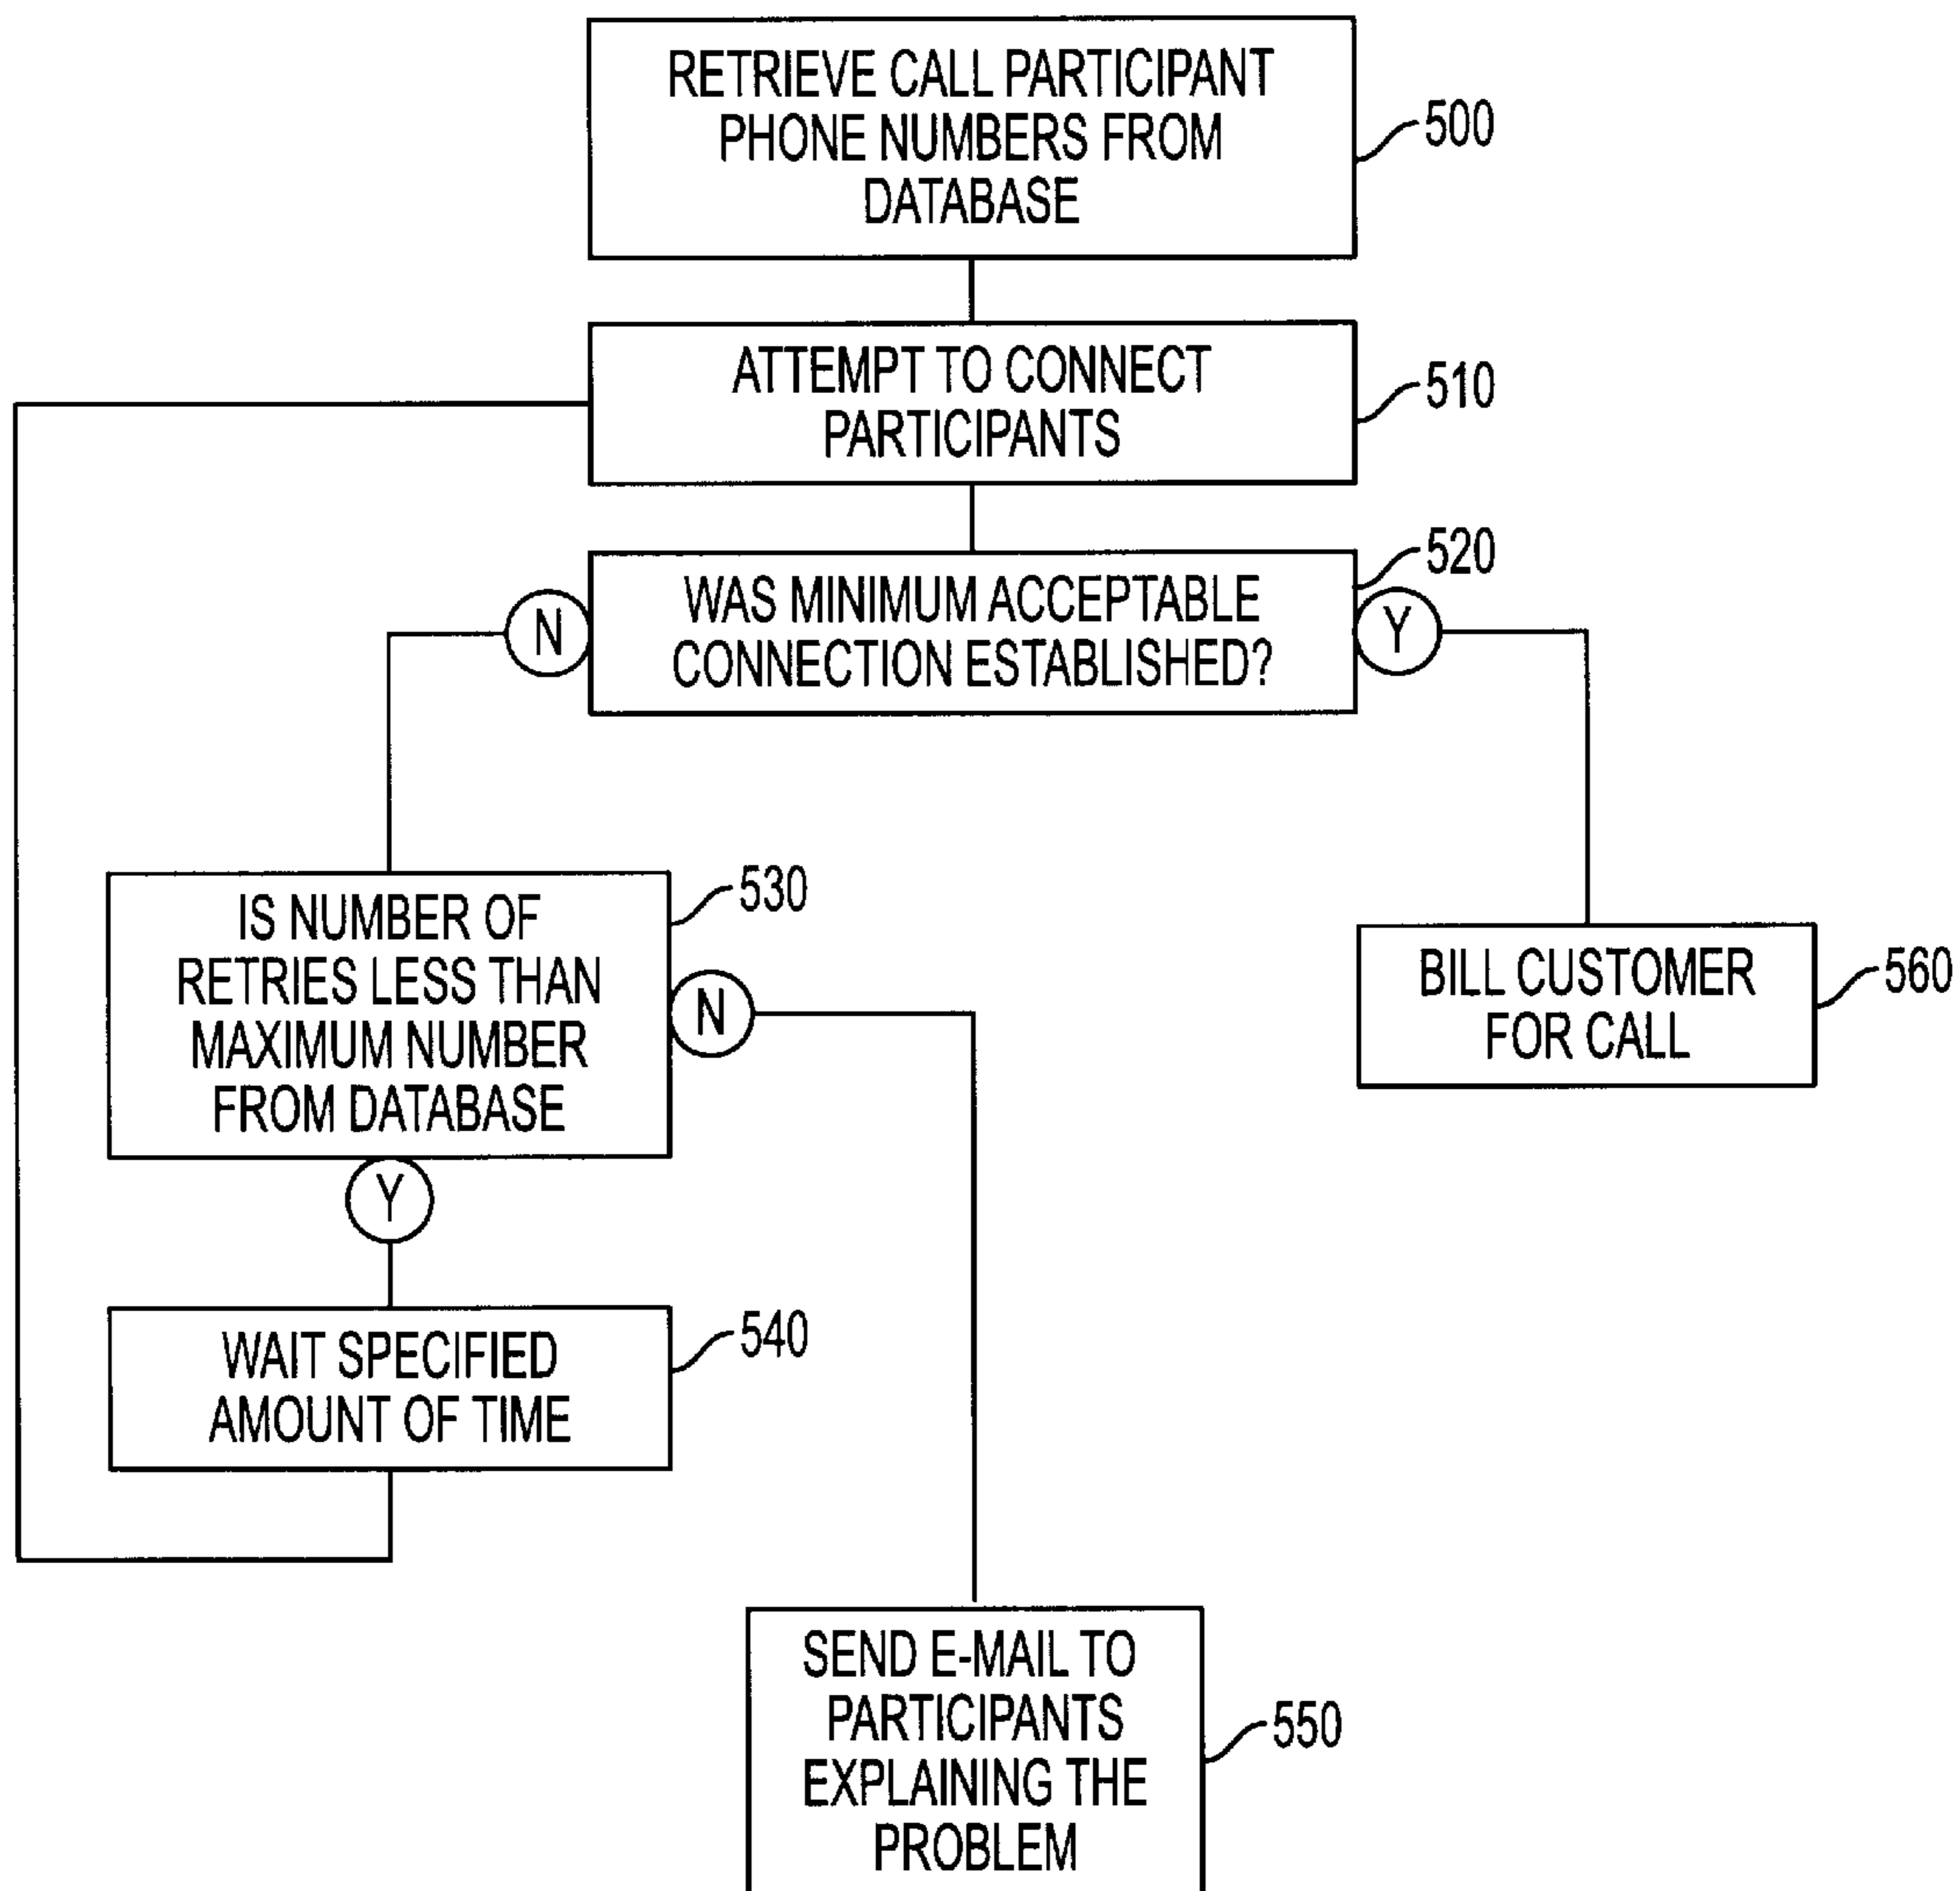 RETRIEVE CALL PARTICIPANT
PHONE NUMBERS FROM
DATABASE
500
ATTEMPT TO CONNECT
PARTICIPANTS
510
520
WAS MINIMUM ACCEPTABLE
CONNECTION ESTABLISHED?
N
Y
530
IS NUMBER OF
RETRIES LESS THAN
MAXIMUM NUMBER
FROM DATABASE
N
Y
BILL CUSTOMER
FOR CALL
560
WAIT SPECIFIED
AMOUNT OF TIME
540
SEND E-MAIL TO
PARTICIPANTS
EXPLAINING THE
PROBLEM
550